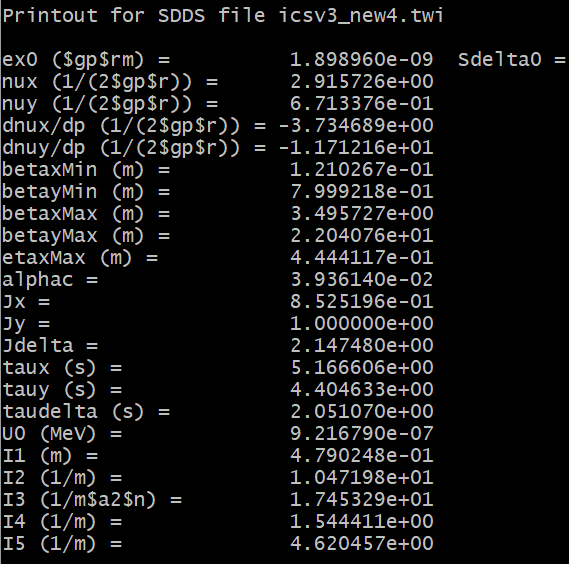 Printout for SDDS file icsv3_new4.twi
ex0 ($gp$rm) = 1.898960e-09 Sdelta0 =
nux (1/(2$gp$r)) = 2.915726e+00
nuy (1/(2$gp$r)) = 6.713376e-01
dnux/dp (1/(2$gp$r)) = -3.734689e+00
dnuy/dp (1/(2$gp$r)) = -1.171216e+01
betaxMin (m) = 1.210267e-01
betayMin (m) = 7.999218e-01
betaxMax (m) = 3.495727e+00
betayMax (m) = 2.204076e+01
etaxMax (m) = 4.444117e-01
alphac = 3.936140e-02
Jx = 8.525196e-01
Jy = 1.000000e+00
Jdelta = 2.147480e+00
taux (s) = 5.166606e+00
tauy (s) = 4.404633e+00
taudelta (s) = 2.051070e+00
U0 (MeV) = 9.216790e-07
I1 (m) = 4.790248e-01
I2 (1/m) = 1.047198e+01
I3 (1/m$a2$n) = 1.745329e+01
I4 (1/m) = 1.544411e+00
I5 (1/m) = 4.620457e+00